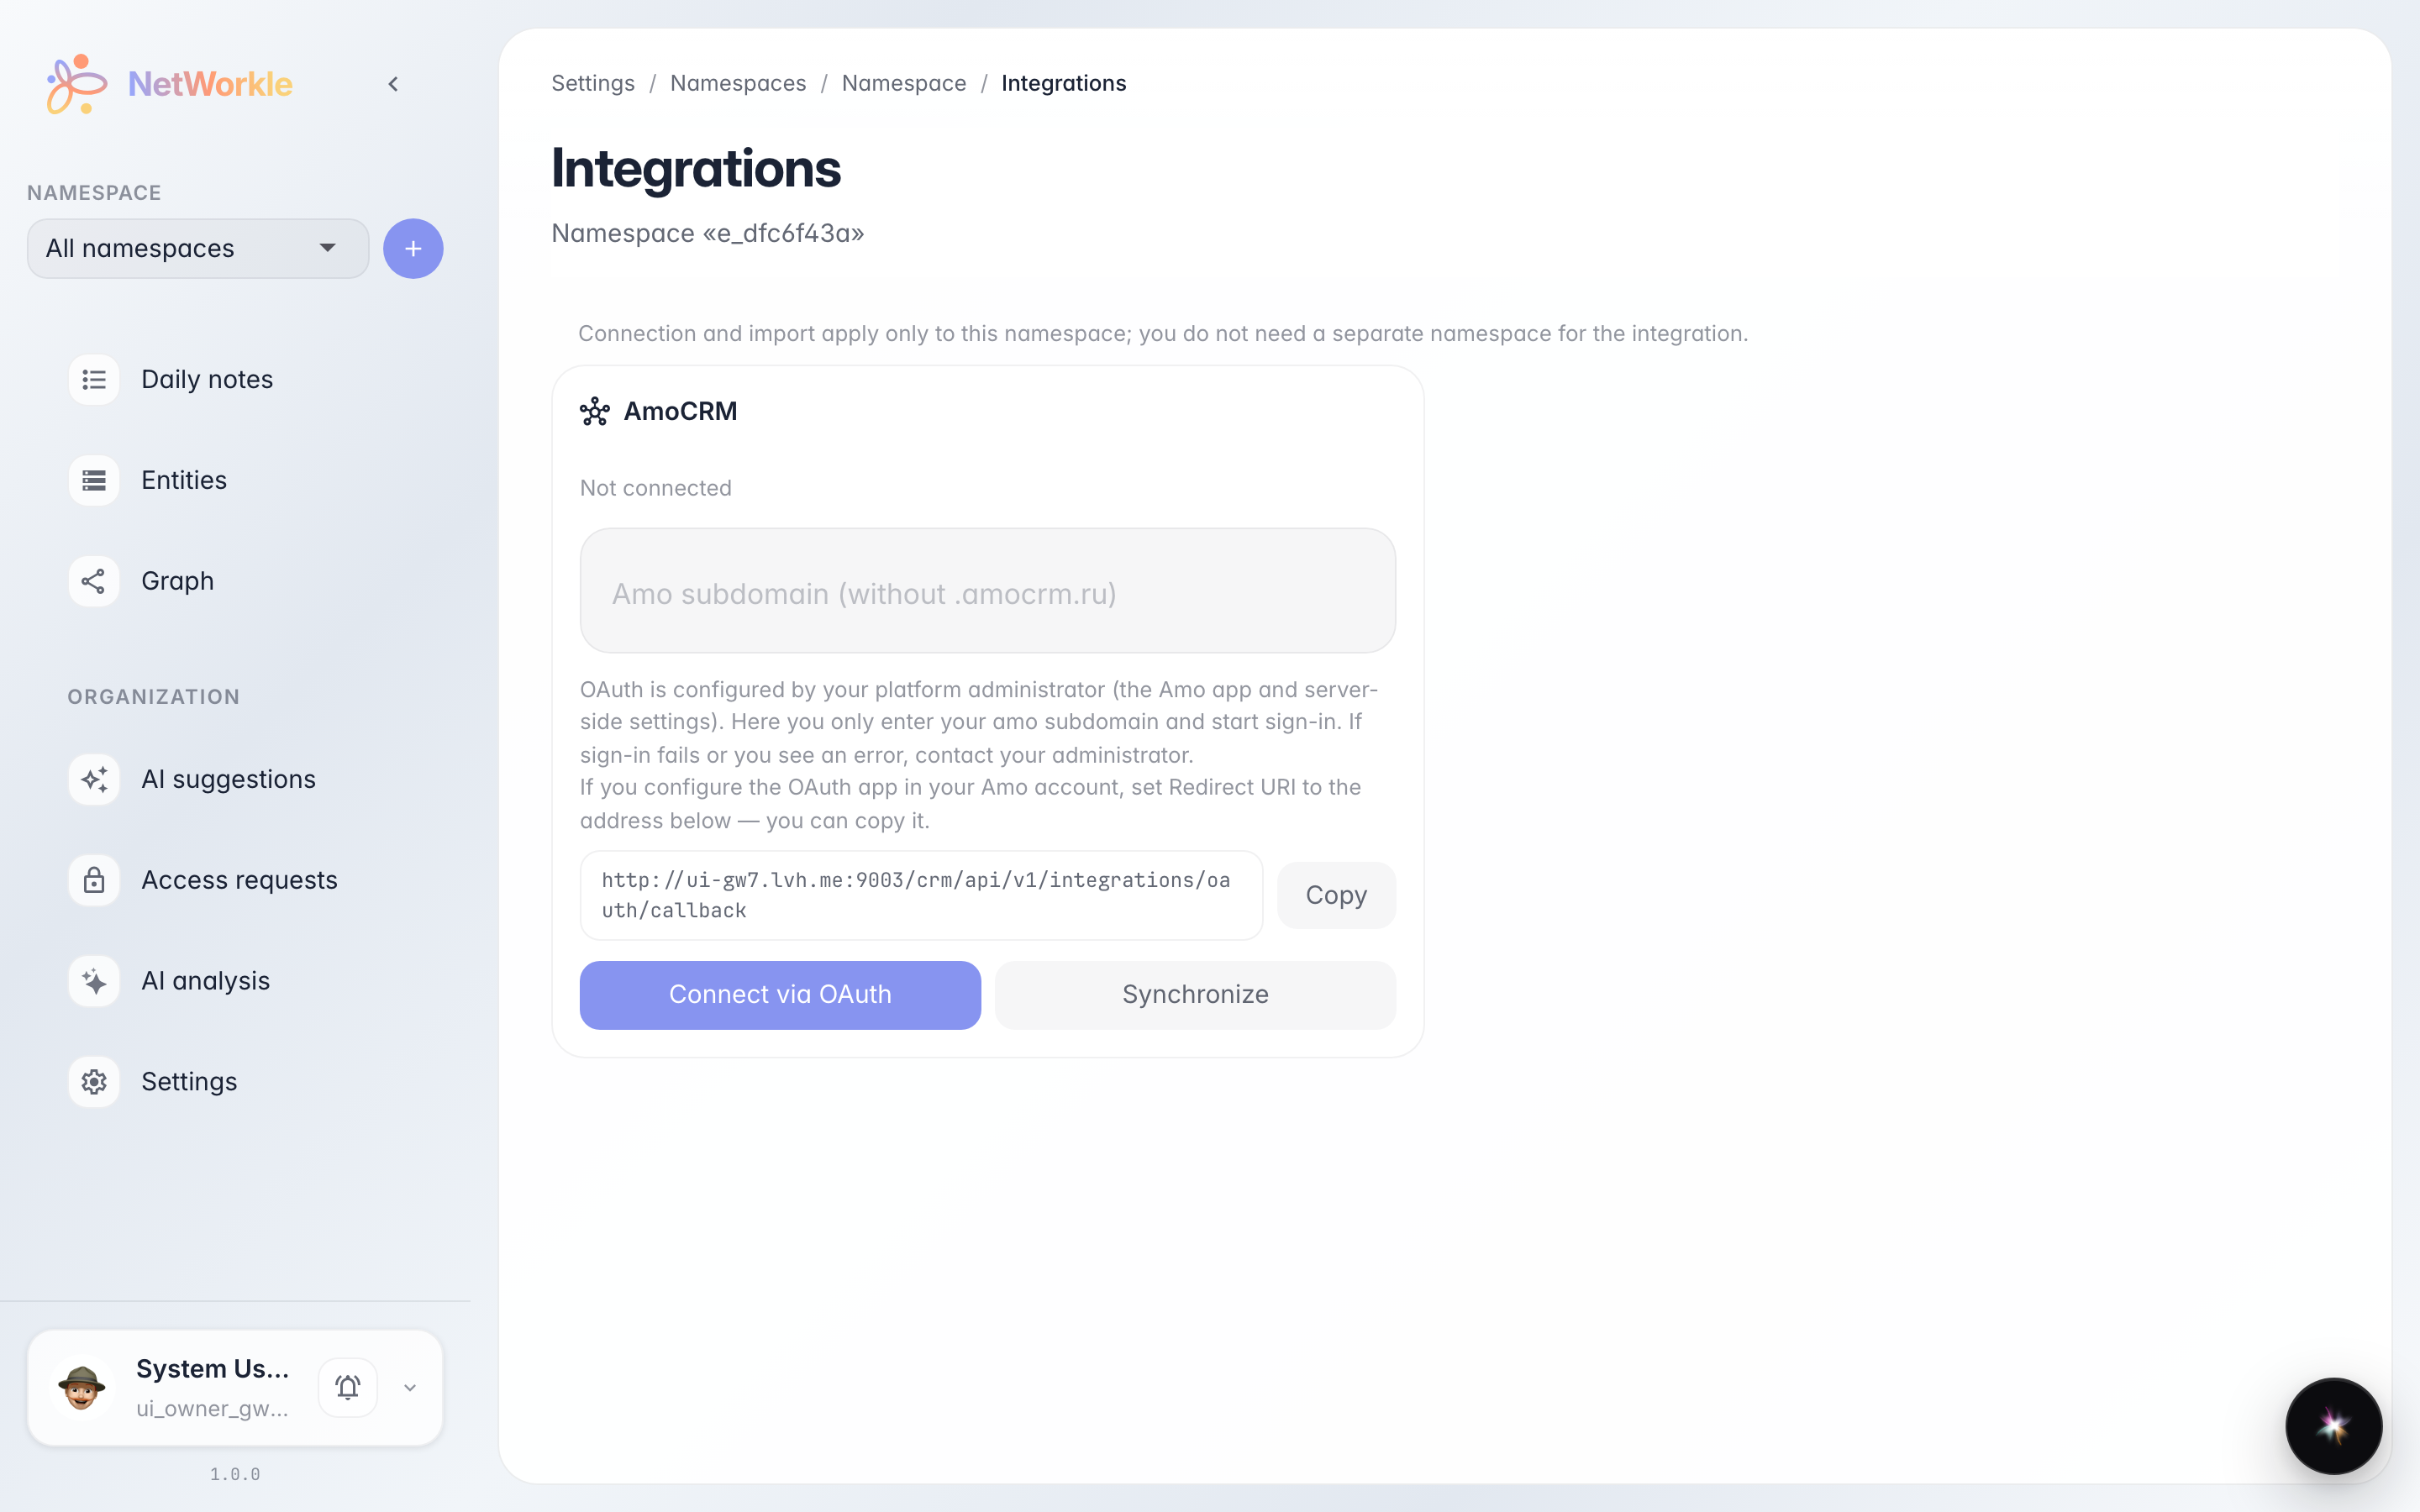 NetWorkle
NAMESPACE
All namespaces
Daily notes
Entities
Graph
ORGANIZATION
AI suggestions
Access requests
AI analysis
Settings
System Us...
ui_owner_gw...
1.0.0
Settings / Namespaces / Namespace / Integrations
Integrations
Namespace «e_dfc6f43a»
Connection and import apply only to this namespace; you do not need a separate namespace for the integration.
AmoCRM
Not connected
Amo subdomain (without .amocrm.ru)
OAuth is configured by your platform administrator (the Amo app and server-
side settings). Here you only enter your amo subdomain and start sign-in. If
sign-in fails or you see an error, contact your administrator.
If you configure the OAuth app in your Amo account, set Redirect URI to the
address below — you can copy it.
http://ui-gw7.lvh.me:9003/crm/api/v1/integrations/oa
uth/callback
Copy
Connect via OAuth
Synchronize